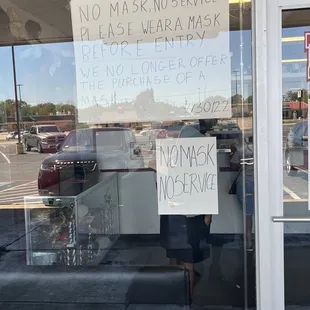 NO MASK, NO SERVICE
PLEASE WEAR A MASK
BEFORE ENTRY
WE NO LONGER OFFER
THE PURCHASE OF A
MASK
NO MASK
NO SERVICE